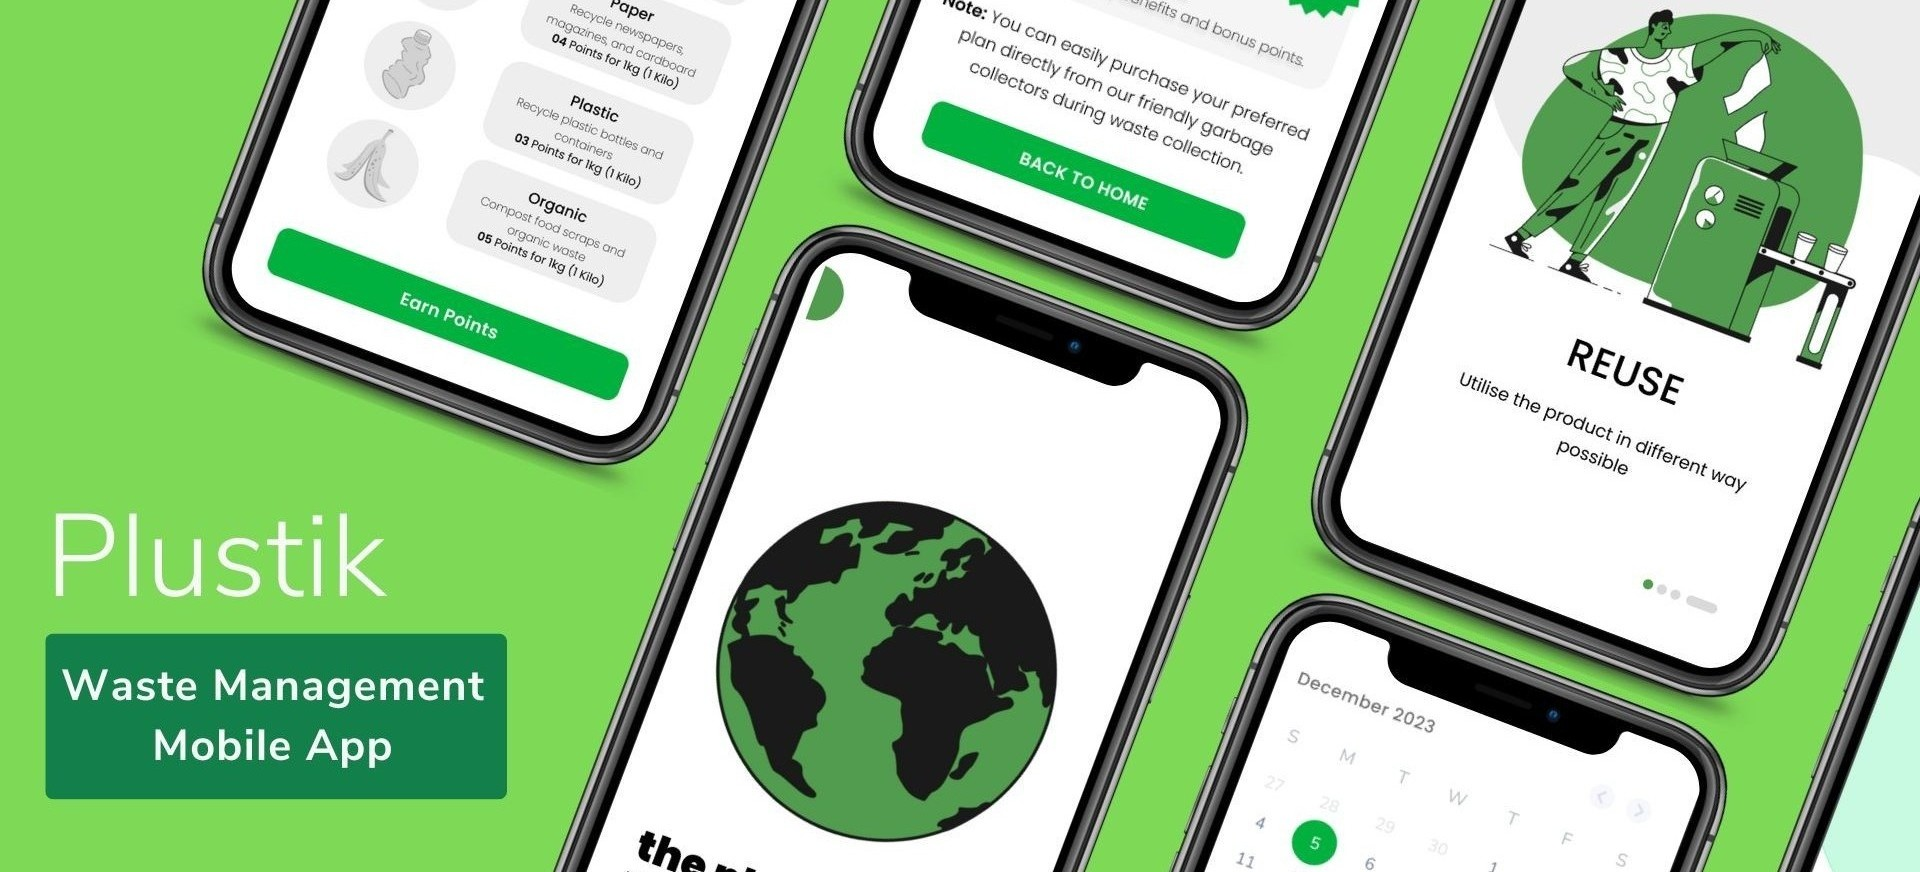 Paper
Recycle newspapers,
magazines, and cardboard
04 Points for 1kg (1 Kilo)
Plastic
Recycle plastic bottles and
containers
03 Points for 1kg (1 Kilo)
Organic
Compost food scraps and
organic waste
05 Points for 1kg (1 Kilo)
Earn Points
and bonus points.
Note: You can easily purchase your preferred
plan directly from our friendly garbage
collectors during waste collection.
BACK TO HOME
REUSE
Utilise the product in different way
possible
Plustik
Waste Management
Mobile App
the
December 2023
S M T W T F S
27 28 29 30 1
4 5 6
11